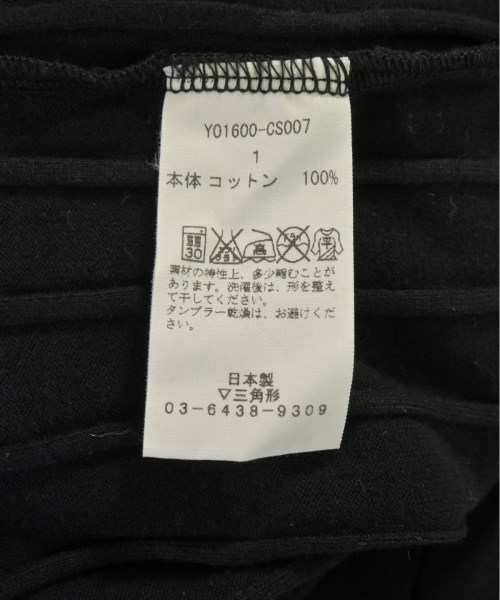 Y01600-CS007
1
本体 コットン 100%
30 高 平
素材の特性上、多少縮むことが
あります。洗濯後は、形を整え
て干してください。
タンブラー乾燥は、お避けくださ
い。
日本製
▽三角形
03-6438-9309